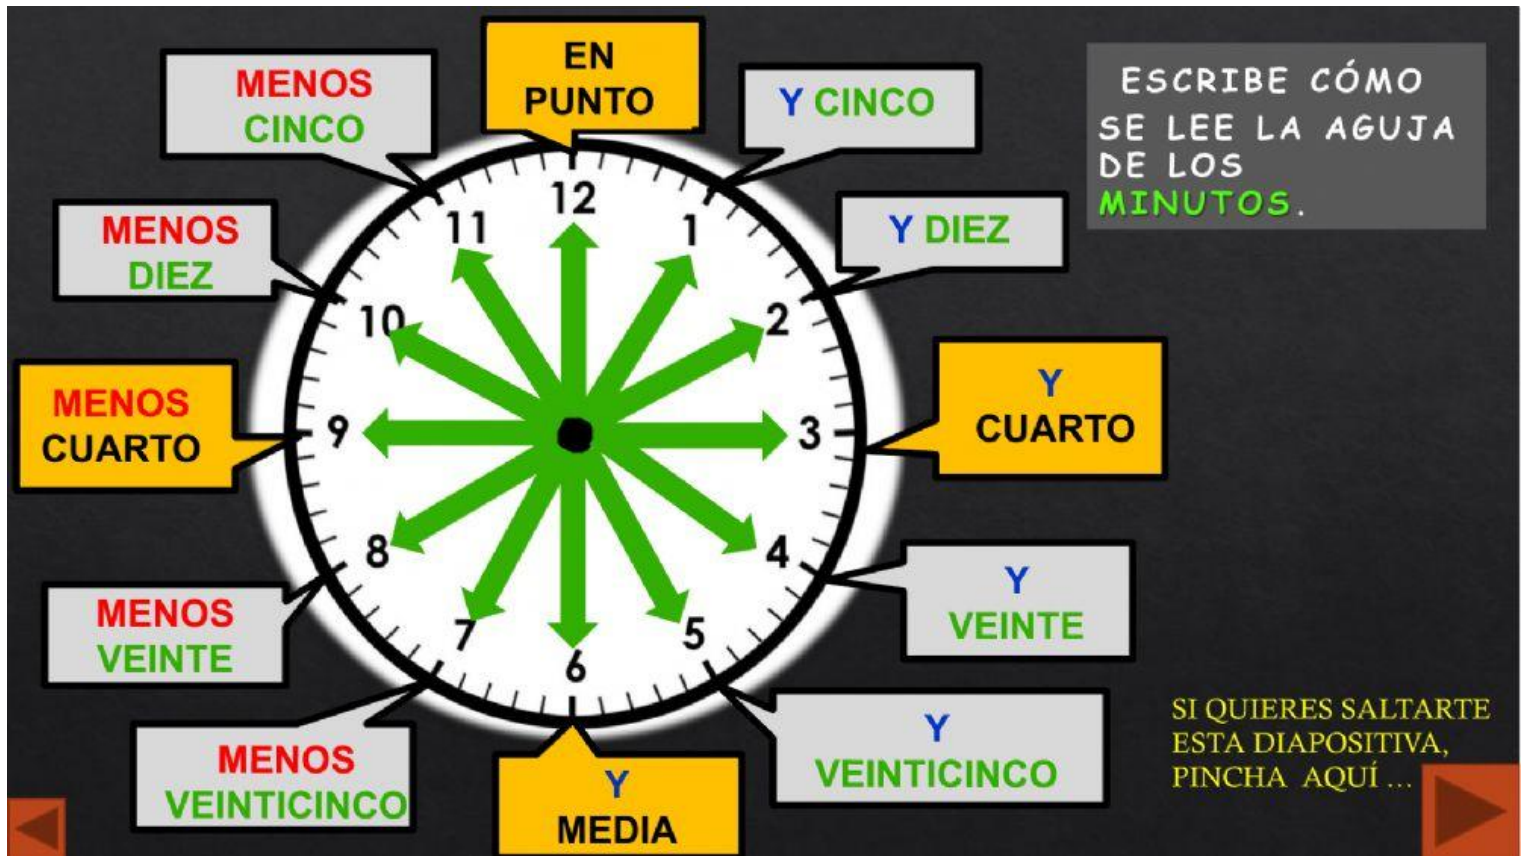 EN
PUNTO
Y CINCO
Y DIEZ
Y
CUARTO
Y
VEINTE
Y
VEINTICINCO
Y
MEDIA
MENOS
VEINTICINCO
MENOS
VEINTE
MENOS
CUARTO
MENOS
DIEZ
MENOS
CINCO
12
1
2
3
4
5
6
7
8
9
10
11
ESCRIBE CÓMO
SE LEE LA AGUJA
DE LOS
MINUTOS.
SI QUIERES SALTARTE
ESTA DIAPOSITIVA,
PINCHA AQUÍ ...